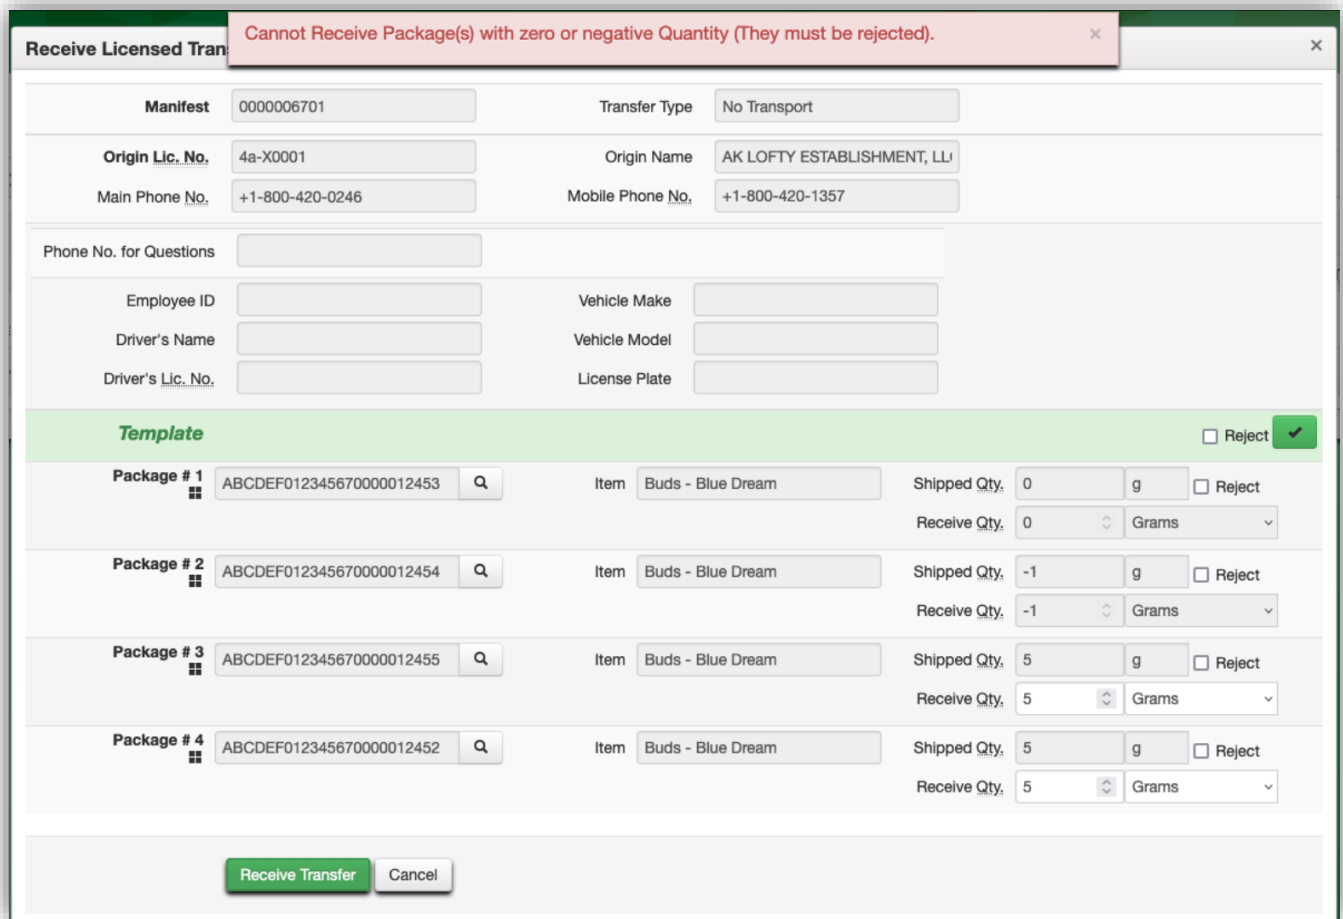 Cannot Receive Package(s) with zero or negative Quantity (They must be rejected). ×
Receive Licensed Tran ×
Manifest 0000006701 Transfer Type No Transport
Origin Lic. No. 4a-X0001 Origin Name AK LOFTY ESTABLISHMENT, LL
Main Phone No. +1-800-420-0246 Mobile Phone No. +1-800-420-1357
Phone No. for Questions
Employee ID Vehicle Make
Driver's Name Vehicle Model
Driver's Lic. No. License Plate
Template Reject
Package # 1 ABCDEF012345670000012453 Item Buds - Blue Dream Shipped Qty. 0 g Reject
Receive Qty. 0 Grams
Package # 2 ABCDEF012345670000012454 Item Buds - Blue Dream Shipped Qty. -1 g Reject
Receive Qty. -1 Grams
Package # 3 ABCDEF012345670000012455 Item Buds - Blue Dream Shipped Qty. 5 g Reject
Receive Qty. 5 Grams
Package # 4 ABCDEF012345670000012452 Item Buds - Blue Dream Shipped Qty. 5 g Reject
Receive Qty. 5 Grams
Receive Transfer Cancel